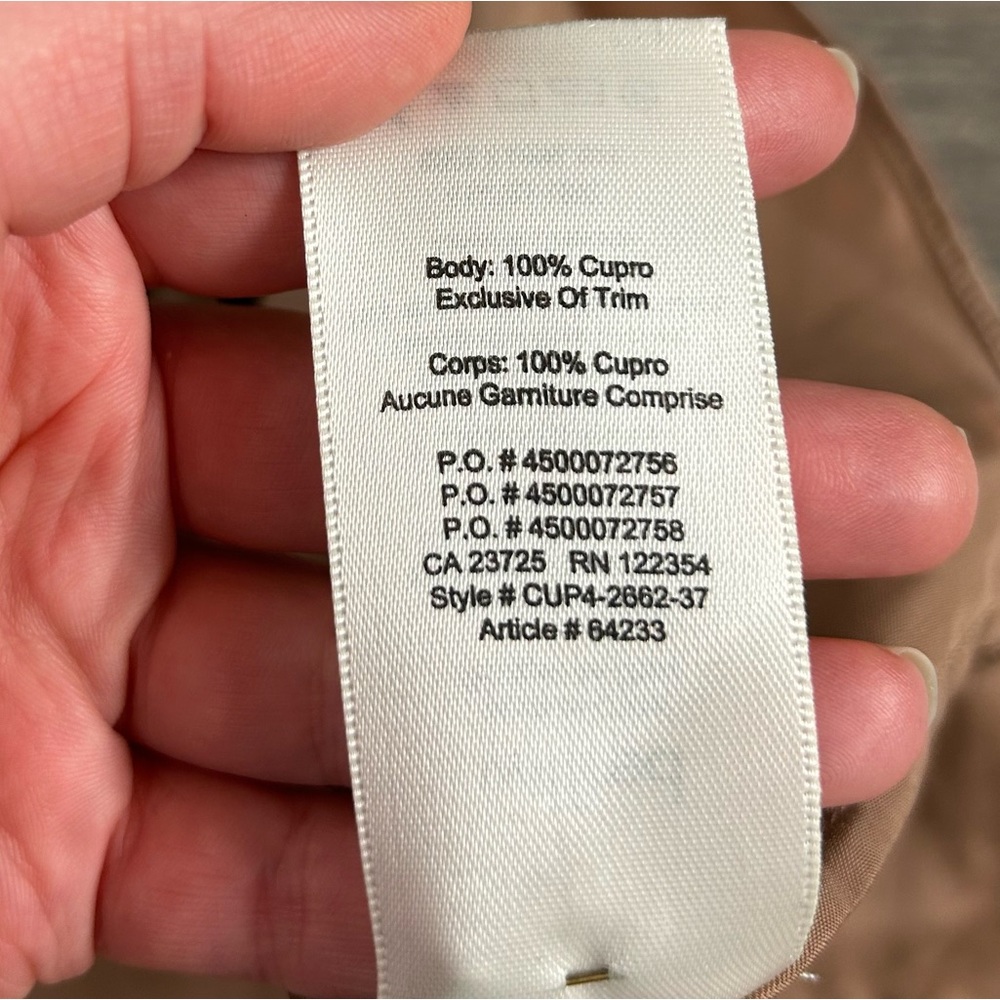 Body: 100% Cupro
Exclusive Of Trim
Corps: 100% Cupro
Aucune Garniture Comprise
P.O. # 4500072756
P.O. # 4500072757
P.O. # 4500072758
CA 23725 RN 122354
Style # CUP4-2662-37
Article # 64233